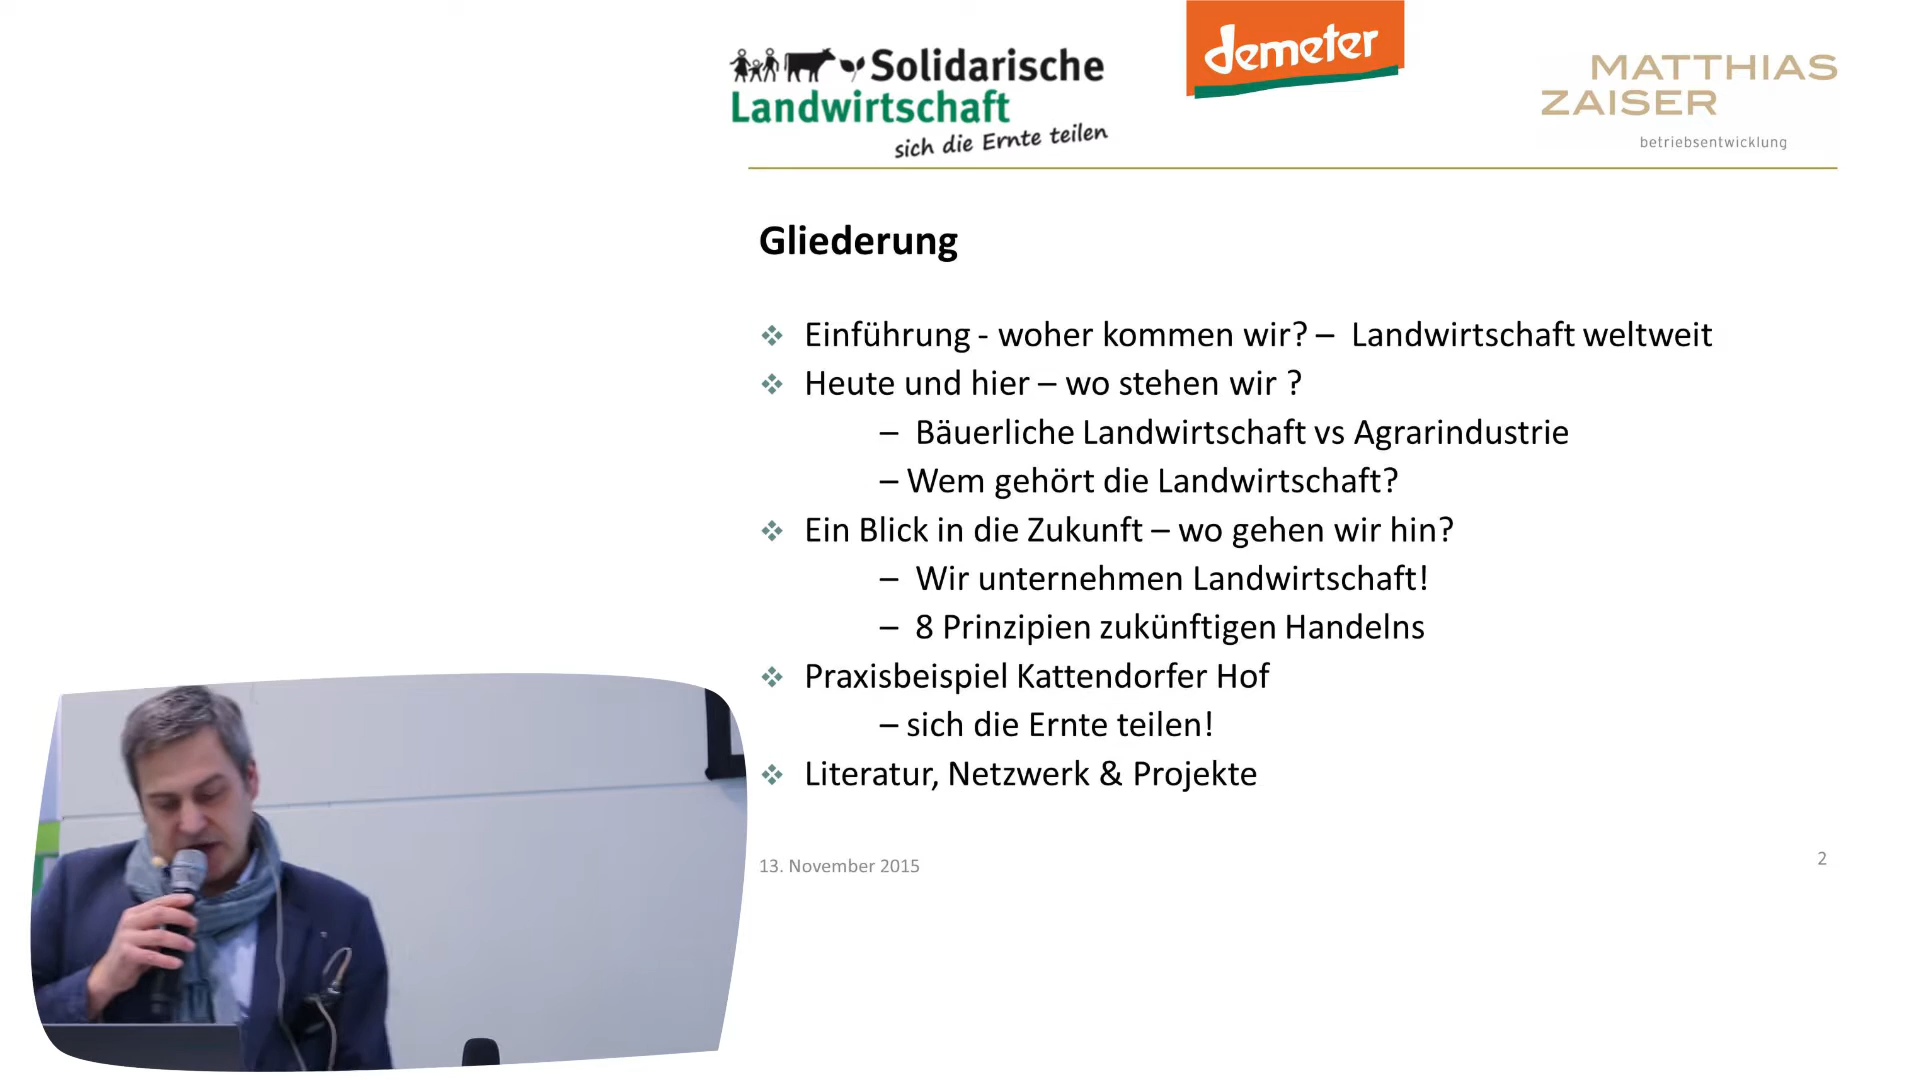 Solidarische
Landwirtschaft
sich die Ernte teilen
demeter
MATTHIAS
ZAISER
betriebsentwicklung
Gliederung
Einführung - woher kommen wir? – Landwirtschaft weltweit
Heute und hier – wo stehen wir ?
– Bäuerliche Landwirtschaft vs Agrarindustrie
– Wem gehört die Landwirtschaft?
Ein Blick in die Zukunft – wo gehen wir hin?
– Wir unternehmen Landwirtschaft!
– 8 Prinzipien zukünftigen Handelns
Praxisbeispiel Kattendorfer Hof
– sich die Ernte teilen!
Literatur, Netzwerk & Projekte
13. November 2015
2